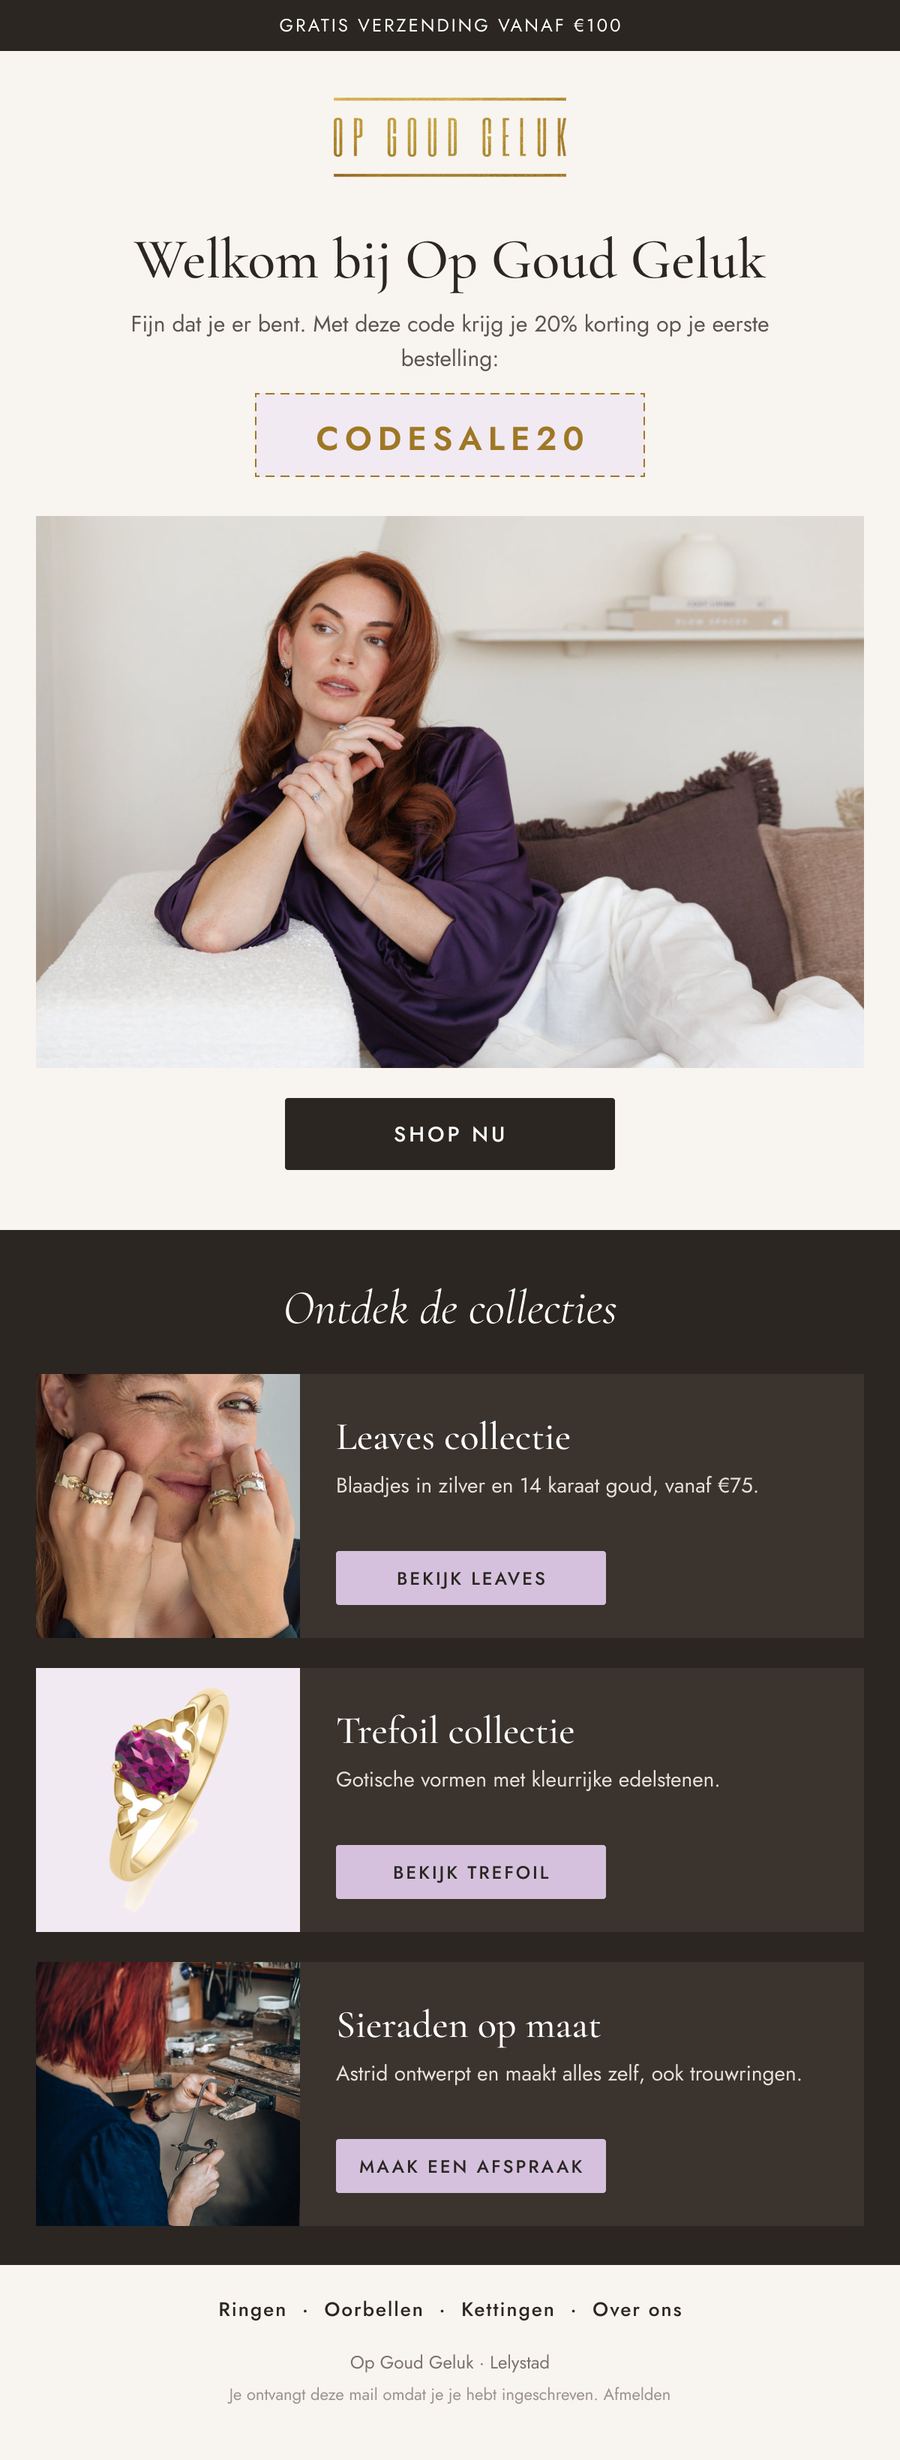 GRATIS VERZENDING VANAF €100
OP GOUD GELUK
Welkom bij Op Goud Geluk
Fijn dat je er bent. Met deze code krijg je 20% korting op je eerste
bestelling:
CODESALE20
SHOP NU
Ontdek de collecties
Leaves collectie
Blaadjes in zilver en 14 karaat goud, vanaf €75.
BEKIJK LEAVES
Trefoil collectie
Gotische vormen met kleurrijke edelstenen.
BEKIJK TREFOIL
Sieraden op maat
Astrid ontwerpt en maakt alles zelf, ook trouwringen.
MAAK EEN AFSPRAAK
Ringen · Oorbellen · Kettingen · Over ons
Op Goud Geluk · Lelystad
Je ontvangt deze mail omdat je je hebt ingeschreven. Afmelden